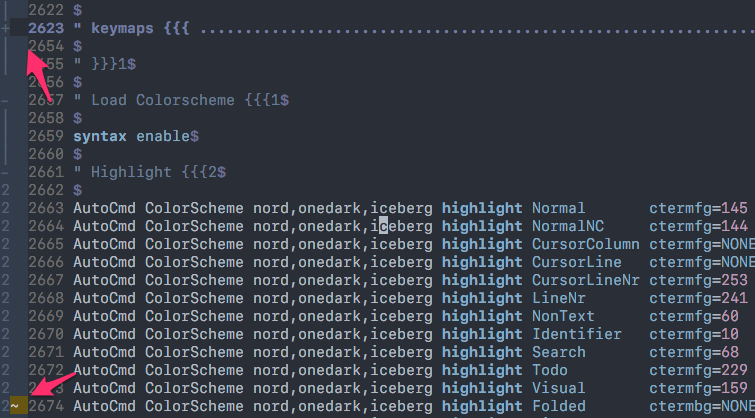 2622 $
+ 2623 " keymaps {{{ ................................................................
2654 $
2655 " }}}1$
2656 $
- 2657 " Load Colorscheme {{{1$
2658 $
2659 syntax enable$
2660 $
- 2661 " Highlight {{{2$
2 2662 $
2 2663 AutoCmd ColorScheme nord,onedark,iceberg highlight Normal ctermfg=145
2 2664 AutoCmd ColorScheme nord,onedark,iceberg highlight NormalNC ctermfg=144
2 2665 AutoCmd ColorScheme nord,onedark,iceberg highlight CursorColumn ctermfg=NONE
2 2666 AutoCmd ColorScheme nord,onedark,iceberg highlight CursorLine ctermfg=NONE
2 2667 AutoCmd ColorScheme nord,onedark,iceberg highlight CursorLineNr ctermfg=253
2 2668 AutoCmd ColorScheme nord,onedark,iceberg highlight LineNr ctermfg=241
2 2669 AutoCmd ColorScheme nord,onedark,iceberg highlight NonText ctermfg=60
2 2670 AutoCmd ColorScheme nord,onedark,iceberg highlight Identifier ctermfg=10
2 2671 AutoCmd ColorScheme nord,onedark,iceberg highlight Search ctermfg=68
2 2672 AutoCmd ColorScheme nord,onedark,iceberg highlight Todo ctermfg=229
2 2673 AutoCmd ColorScheme nord,onedark,iceberg highlight Visual ctermfg=159
2 ~ 2674 AutoCmd ColorScheme nord,onedark,iceberg highlight Folded ctermbg=NONE